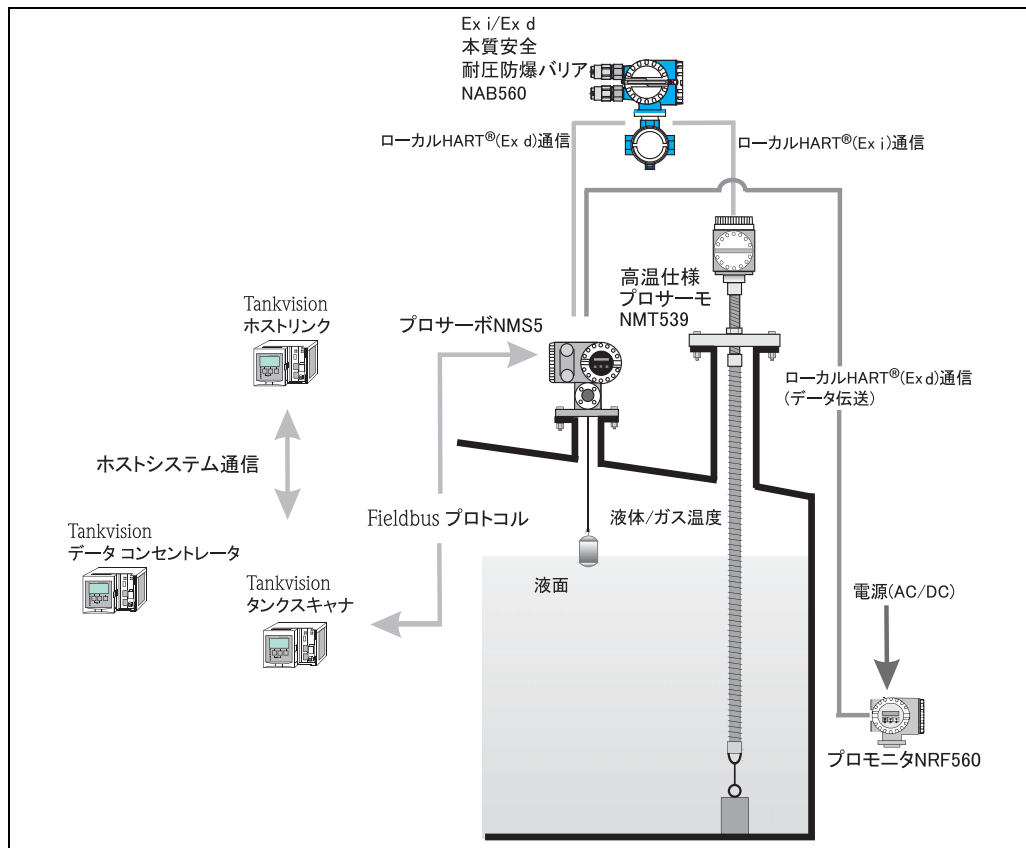 Ex i/Ex d
本質安全
耐圧防爆バリア
NAB560
ローカルHART®(Ex d)通信
ローカルHART®(Ex i)通信
高温仕様
プロサーモ
NMT539
Tankvision
ホストリンク
プロサーボNMS5
ローカルHART®(Ex d)通信
(データ伝送)
ホストシステム通信
Fieldbus プロトコル
液体/ガス温度
Tankvision
データ コンセントレータ
Tankvision
タンクスキャナ
液面
電源(AC/DC)
プロモニタNRF560